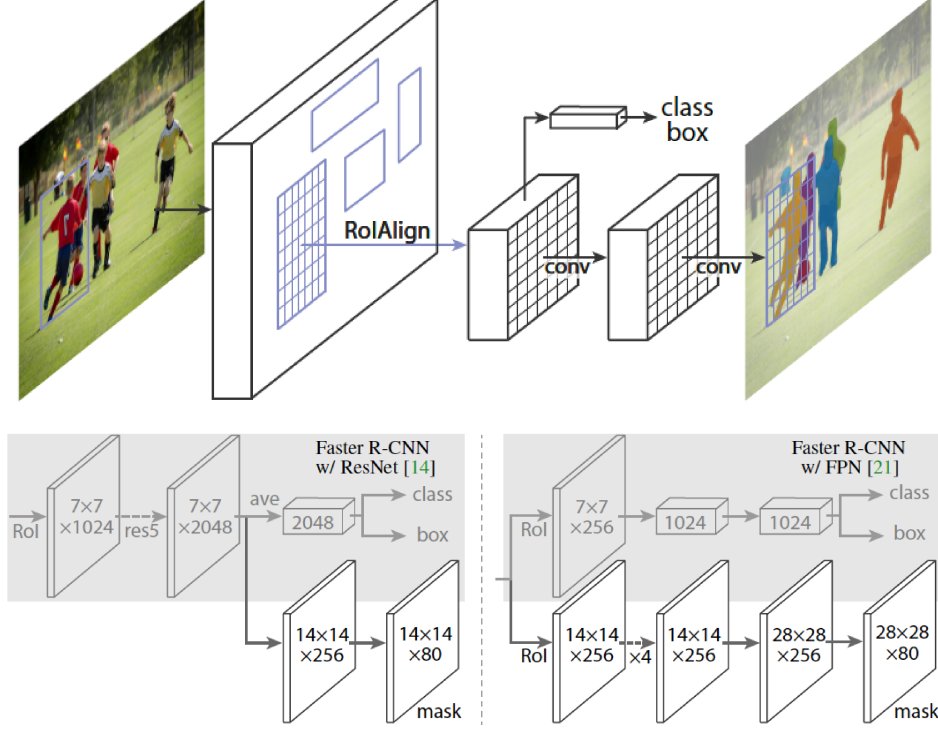 class
box
RoIAlign
conv
conv
Faster R-CNN
w/ ResNet [14]
RoI
7×7
×1024
res5
7×7
×2048
ave
2048
class
box
14×14
×256
14×14
×80
mask
Faster R-CNN
w/ FPN [21]
RoI
7×7
×256
1024
1024
class
box
RoI
14×14
×256
×4
14×14
×256
28×28
×256
28×28
×80
mask